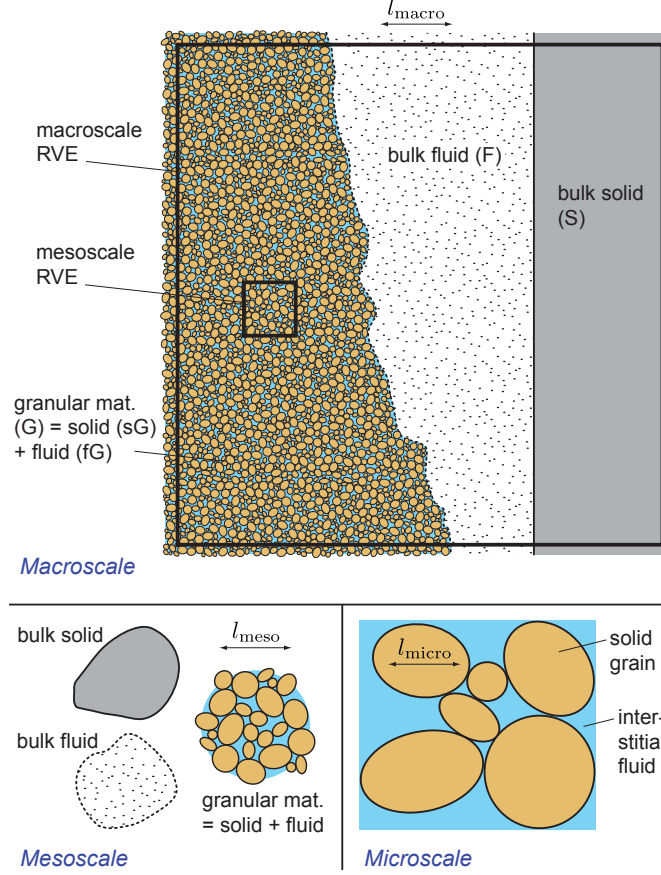 l_macro
macroscale
RVE
bulk fluid (F)
bulk solid
(S)
mesoscale
RVE
granular mat.
(G) = solid (sG)
+ fluid (fG)
Macroscale
bulk solid
l_meso
bulk fluid
granular mat.
= solid + fluid
Mesoscale
l_micro
solid
grain
inter-
stitia
fluid
Microscale